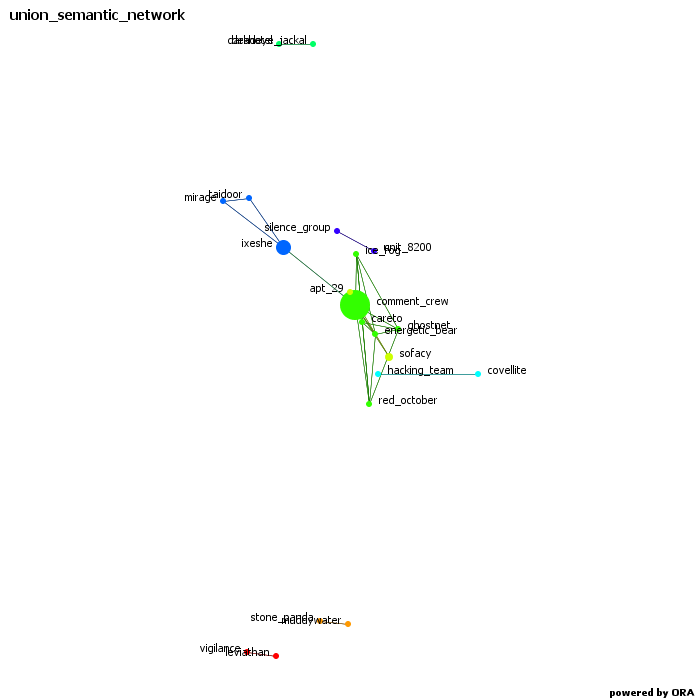 union_semantic_network
jackal
mirage
taidoor
silence_group
unit_8200
ixeshe
ice_fog
apt_29
comment_crew
careto
ghostnet
energetic_bear
sofacy
hacking_team
covellite
red_october
stone_panda
muddywater
vigilance
leviathan
powered by ORA